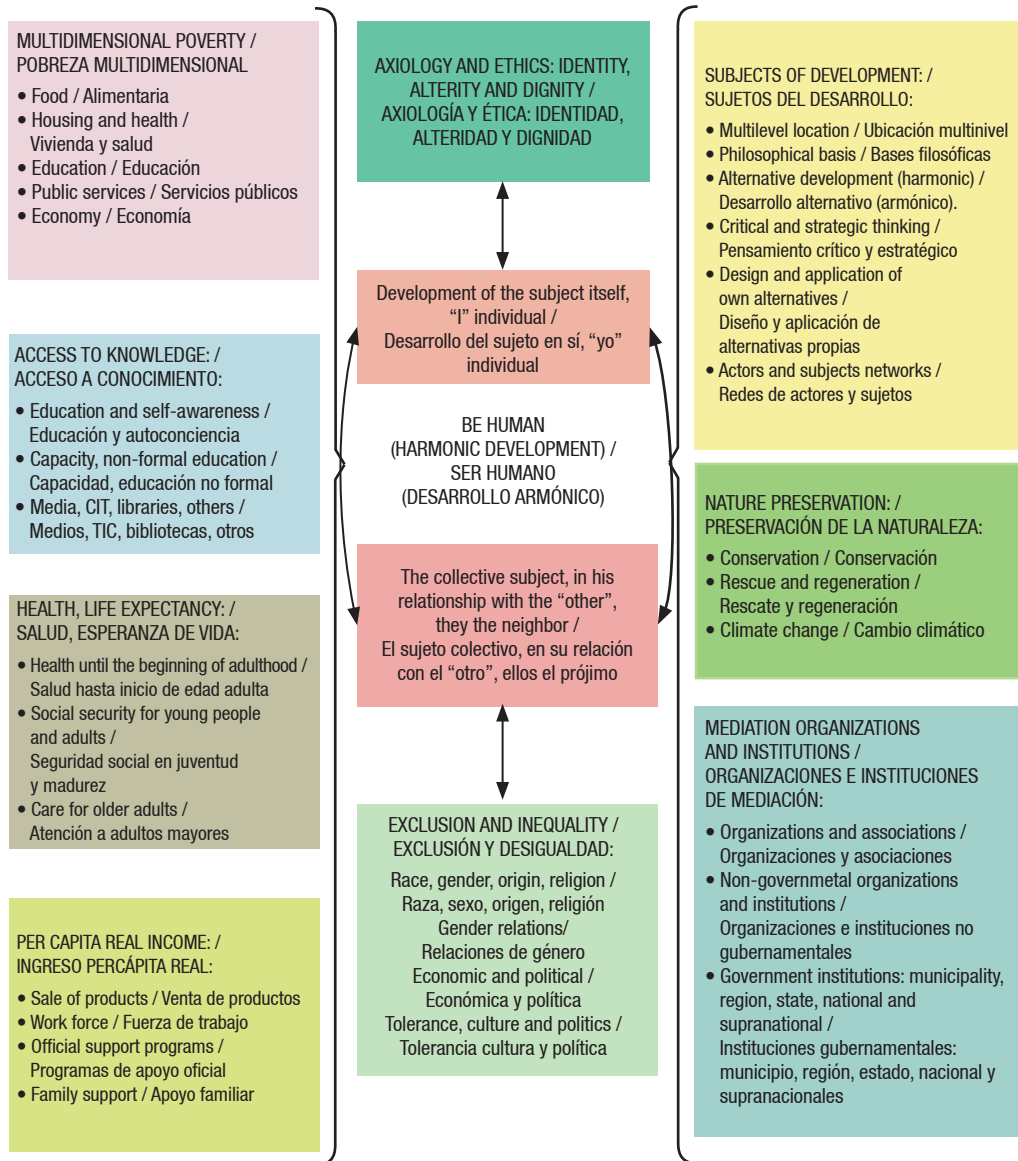 MULTIDIMENSIONAL POVERTY /
POBREZA MULTIDIMENSIONAL
• Food / Alimentaria
• Housing and health /
Vivienda y salud
• Education / Educación
• Public services / Servicios públicos
• Economy / Economía
ACCESS TO KNOWLEDGE: /
ACCESO A CONOCIMIENTO:
• Education and self-awareness /
Educación y autoconciencia
• Capacity, non-formal education /
Capacidad, educación no formal
• Media, CIT, libraries, others /
Medios, TIC, bibliotecas, otros
HEALTH, LIFE EXPECTANCY: /
SALUD, ESPERANZA DE VIDA:
• Health until the beginning of adulthood /
Salud hasta inicio de edad adulta
• Social security for young people
and adults /
Seguridad social en juventud
y madurez
• Care for older adults /
Atención a adultos mayores
PER CAPITA REAL INCOME: /
INGRESO PERCÁPITA REAL:
• Sale of products / Venta de productos
• Work force / Fuerza de trabajo
• Official support programs /
Programas de apoyo oficial
• Family support / Apoyo familiar
AXIOLOGY AND ETHICS: IDENTITY,
ALTERITY AND DIGNITY /
AXIOLOGÍA Y ÉTICA: IDENTIDAD,
ALTERIDAD Y DIGNIDAD
Development of the subject itself,
“I” individual /
Desarrollo del sujeto en sí, “yo”
individual
BE HUMAN
(HARMONIC DEVELOPMENT) /
SER HUMANO
(DESARROLLO ARMÓNICO)
The collective subject, in his
relationship with the “other”,
they the neighbor /
El sujeto colectivo, en su relación
con el “otro”, ellos el prójimo
EXCLUSION AND INEQUALITY /
EXCLUSIÓN Y DESIGUALDAD:
Race, gender, origin, religion /
Raza, sexo, origen, religión
Gender relations/
Relaciones de género
Economic and political /
Económica y política
Tolerance, culture and politics /
Tolerancia cultura y política
SUBJECTS OF DEVELOPMENT: /
SUJETOS DEL DESARROLLO:
• Multilevel location / Ubicación multinivel
• Philosophical basis / Bases filosóficas
• Alternative development (harmonic) /
Desarrollo alternativo (armónico).
• Critical and strategic thinking /
Pensamiento crítico y estratégico
• Design and application of
own alternatives /
Diseño y aplicación de
alternativas propias
• Actors and subjects networks /
Redes de actores y sujetos
NATURE PRESERVATION: /
PRESERVACIÓN DE LA NATURALEZA:
• Conservation / Conservación
• Rescue and regeneration /
Rescate y regeneración
• Climate change / Cambio climático
MEDIATION ORGANIZATIONS
AND INSTITUTIONS /
ORGANIZACIONES E INSTITUCIONES
DE MEDIACIÓN:
• Organizations and associations /
Organizaciones y asociaciones
• Non-governmetal organizations
and institutions /
Organizaciones e instituciones no
gubernamentales
• Government institutions: municipality,
region, state, national and
supranational /
Instituciones gubernamentales:
municipio, región, estado, nacional y
supranacionales